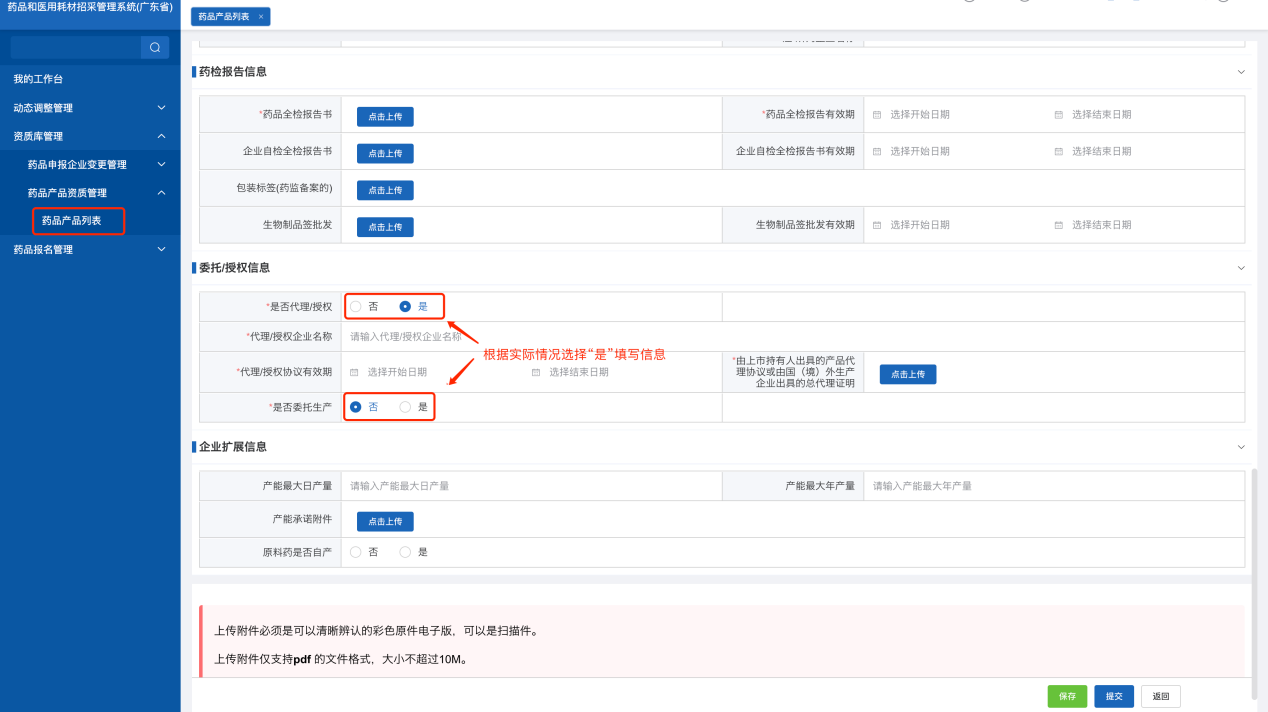 药品和医用耗材招采管理系统(广东省)
药品产品列表 ×
我的工作台
动态调整管理
资质库管理
药品申报企业变更管理
药品产品资质管理
药品产品列表
药品报名管理
药检报告信息
*药品全检报告书 点击上传 *药品全检报告有效期 选择开始日期 选择结束日期
企业自检全检报告书 点击上传 企业自检全检报告书有效期 选择开始日期 选择结束日期
包装标签(药监备案的) 点击上传
生物制品签批发 点击上传 生物制品签批发有效期 选择开始日期 选择结束日期
委托/授权信息
*是否代理/授权 否 是
*代理/授权企业名称 请输入代理/授权企业名称
根据实际情况选择“是”填写信息
*代理/授权协议有效期 选择开始日期 选择结束日期
*由上市持有人出具的产品代
理协议或由国（境）外生产
企业出具的总代理证明
点击上传
*是否委托生产 否 是
企业扩展信息
产能最大日产量 请输入产能最大日产量 产能最大年产量 请输入产能最大年产量
产能承诺附件 点击上传
原料药是否自产 否 是
上传附件必须是可以清晰辨认的彩色原件电子版，可以是扫描件。
上传附件仅支持pdf 的文件格式，大小不超过10M。
保存 提交 返回